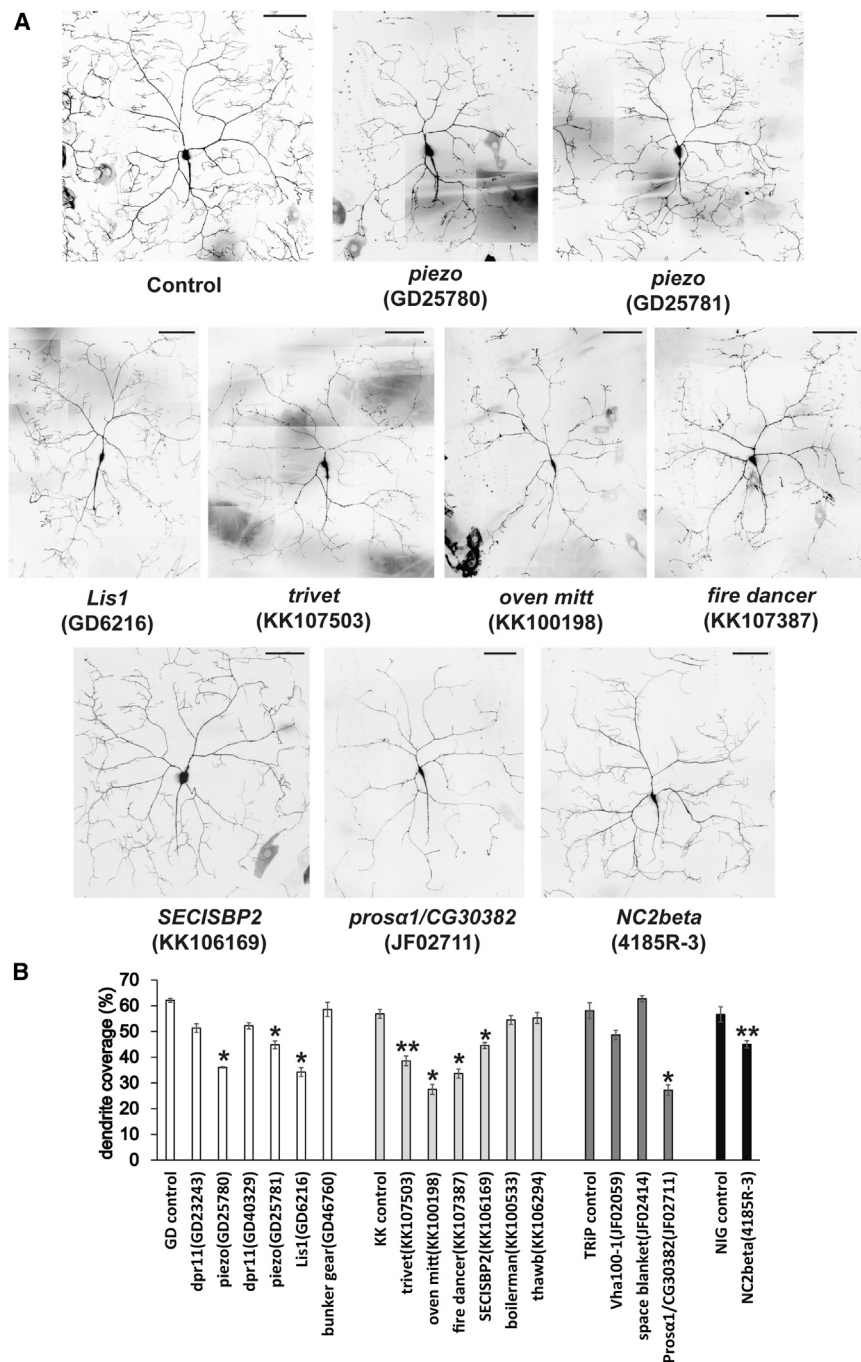 A
Control
piezo
(GD25780)
piezo
(GD25781)
Lis1
(GD6216)
trivet
(KK107503)
oven mitt
(KK100198)
fire dancer
(KK107387)
SECISBP2
(KK106169)
prosα1/CG30382
(JF02711)
NC2beta
(4185R-3)
B
dendrite coverage (%)
70
60
50
40
30
20
10
0
*
*
*
**
*
*
*
*
**
GD control
dpr11(GD23243)
piezo(GD25780)
dpr11(GD40329)
piezo(GD25781)
Lis1(GD6216)
bunker gear(GD46760)
KK control
trivet(KK107503)
oven mitt(KK100198)
fire dancer(KK107387)
SECISBP2(KK106169)
boilerman(KK100533)
thawb(KK106294)
TRiP control
Vha100-1(JF02059)
space blanket(JF02414)
Prosα1/CG30382(JF02711)
NIG control
NC2beta(4185R-3)